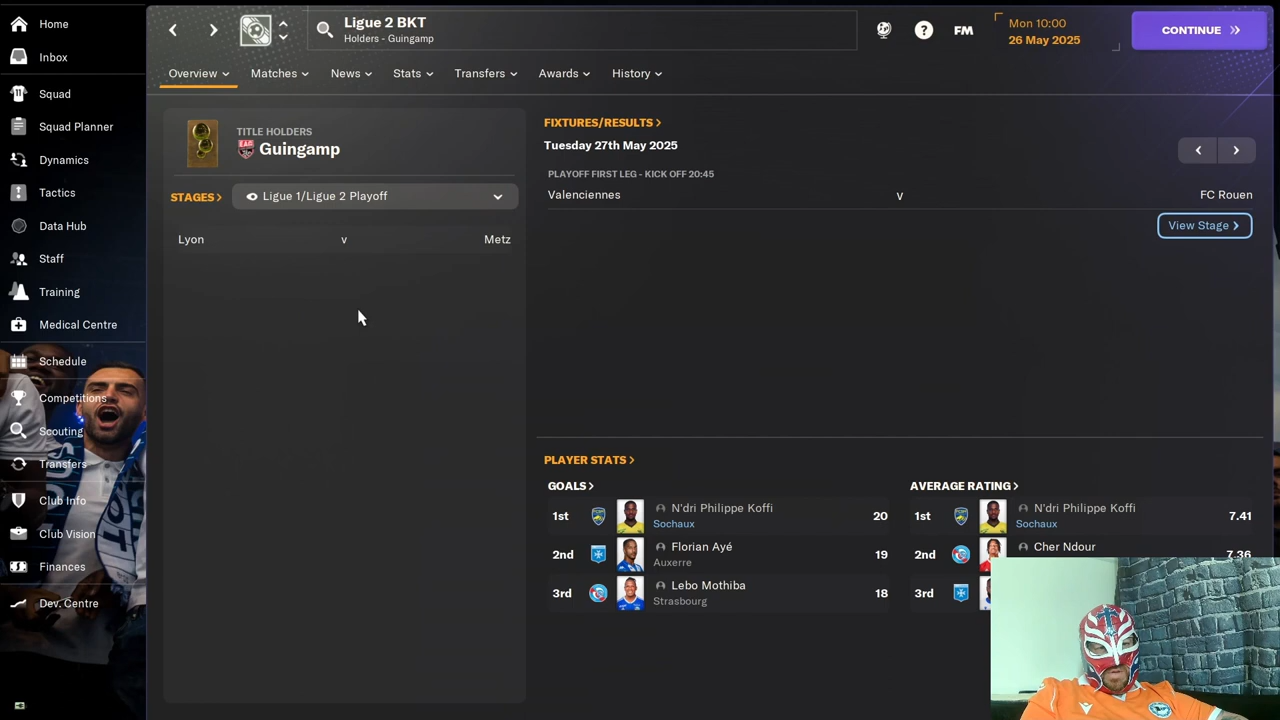 Home
Inbox
Squad
Squad Planner
Dynamics
Tactics
Data Hub
Staff
Training
Medical Centre
Schedule
Competitions
Scouting
Transfers
Club Info
Club Vision
Finances
Dev. Centre
Ligue 2 BKT
Holders - Guingamp
FM
Mon 10:00
26 May 2025
CONTINUE
Overview
Matches
News
Stats
Transfers
Awards
History
TITLE HOLDERS
Guingamp
STAGES
Ligue 1/Ligue 2 Playoff
Lyon v Metz
FIXTURES/RESULTS
Tuesday 27th May 2025
PLAYOFF FIRST LEG - KICK OFF 20:45
Valenciennes v FC Rouen
View Stage
PLAYER STATS
GOALS
1st N'dri Philippe Koffi 20
Sochaux
2nd Florian Ayé 19
Auxerre
3rd Lebo Mothiba 18
Strasbourg
AVERAGE RATING
1st N'dri Philippe Koffi 7.41
Sochaux
2nd Cher Ndour 7.36
3rd